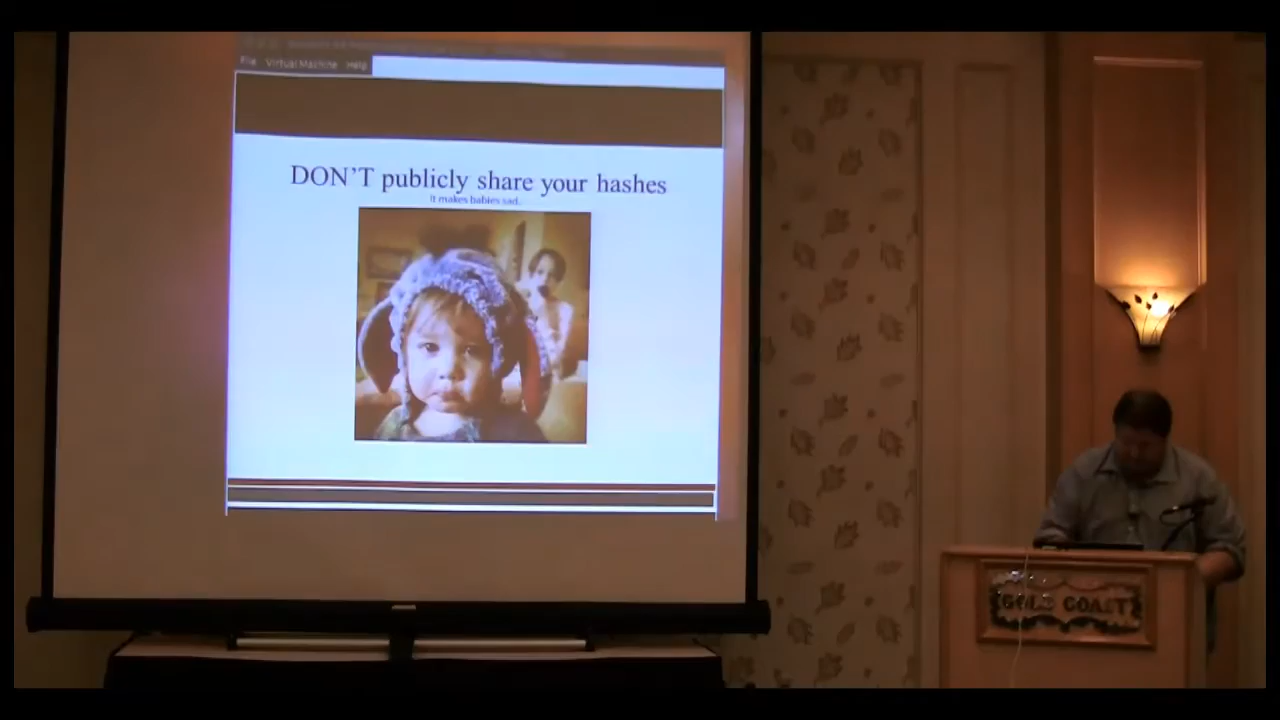 File Virtual Machine Help
DON'T publicly share your hashes
It makes babies sad..
GOLD COAST